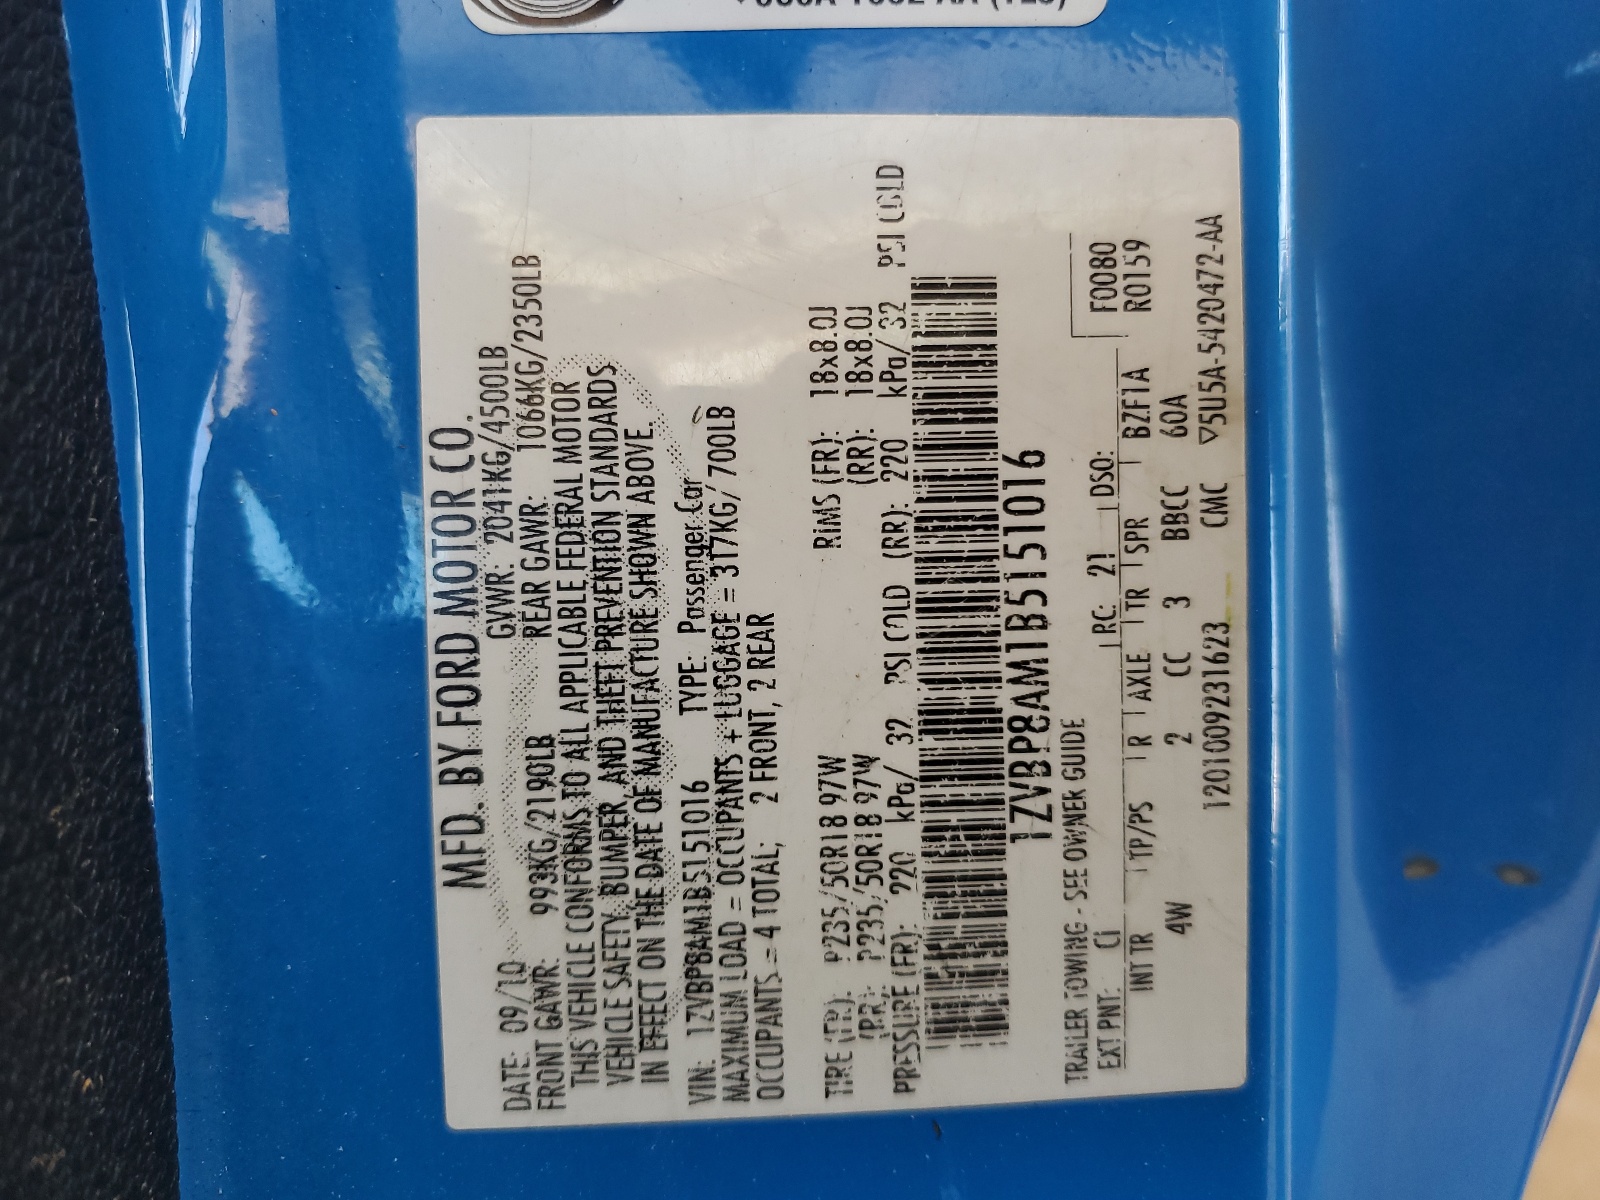 MFD. BY FORD MOTOR CO.
DATE: 09/10 GVWR: 2041KG/4500LB
FRONT GAWR: 993KG/2190LB REAR GAWR: 1066KG/2350LB
THIS VEHICLE CONFORMS TO ALL APPLICABLE FEDERAL MOTOR
VEHICLE SAFETY, BUMPER, AND THEFT PREVENTION STANDARDS
IN EFFECT ON THE DATE OF MANUFACTURE SHOWN ABOVE.
VIN: 1ZVBP8AM1B5151016 TYPE: Passenger Car
MAXIMUM LOAD = OCCUPANTS + LUGGAGE = 317KG/700LB
OCCUPANTS = 4 TOTAL; 2 FRONT, 2 REAR
TIRE (FR): P235/50R18 97W RIMS (FR): 18x8.0J
(RR): P235/50R18 97W (RR): 18x8.0J
PRESSURE (FR): 220 kPa/ 32 PSI COLD (RR): 220 kPa/ 32 PSI COLD
1ZVBP8AM1B5151016
TRAILER TOWING - SEE OWNER GUIDE
EXT PNT: CI RC: 21 DSO: F0080
INT TR TP/PS R AXLE TR SPR BZF1A R0159
4W 2 CC 3 BBCC 60A
1201009231623 CMC ▽5U5A-5420472-AA